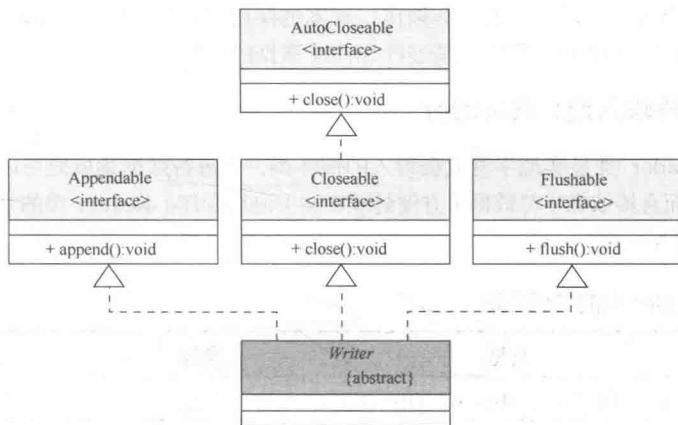 AutoCloseable
<interface>
+ close():void
Appendable
<interface>
+ append():void
Closeable
<interface>
+ close():void
Flushable
<interface>
+ flush():void
Writer
{abstract}